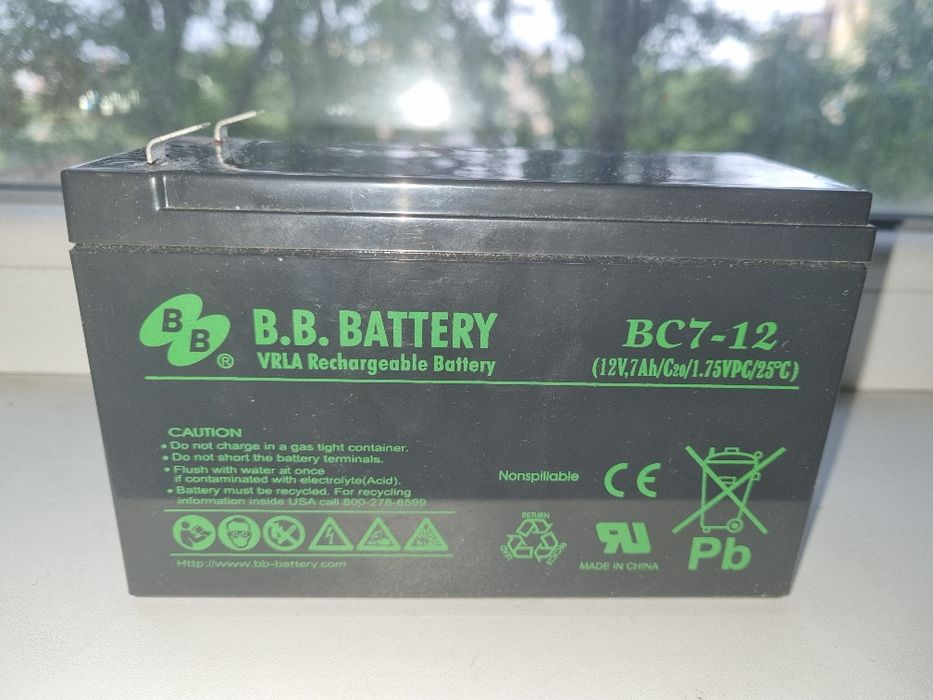 BB®
B.B. BATTERY
VRLA Rechargeable Battery
BC7-12
(12V,7Ah/C20/1.75VPC/25°C)
CAUTION
• Do not charge in a gas tight container.
• Do not short the battery terminals.
• Flush with water at once
if contaminated with electrolyte(Acid).
• Battery must be recycled. For recycling
information inside USA call 800-278-8599
Http://www.bb-battery.com
Nonspillable
CE
RETURN
RECYCLE
MADE IN CHINA
Pb